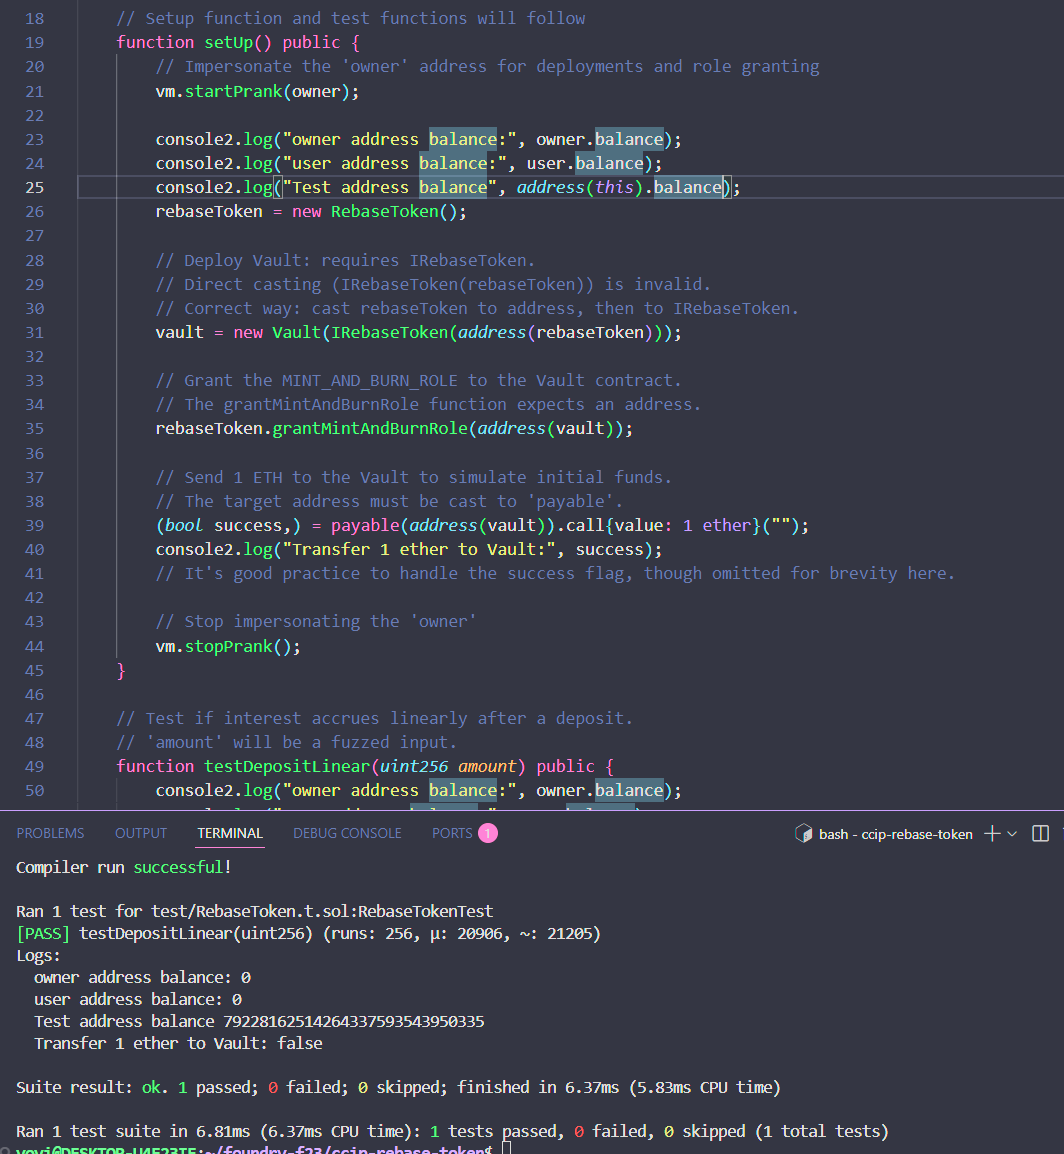 18 // Setup function and test functions will follow
19 function setUp() public {
20 // Impersonate the 'owner' address for deployments and role granting
21 vm.startPrank(owner);
22
23 console2.log("owner address balance:", owner.balance);
24 console2.log("user address balance:", user.balance);
25 console2.log("Test address balance", address(this).balance);
26 rebaseToken = new RebaseToken();
27
28 // Deploy Vault: requires IRebaseToken.
29 // Direct casting (IRebaseToken(rebaseToken)) is invalid.
30 // Correct way: cast rebaseToken to address, then to IRebaseToken.
31 vault = new Vault(IRebaseToken(address(rebaseToken)));
32
33 // Grant the MINT_AND_BURN_ROLE to the Vault contract.
34 // The grantMintAndBurnRole function expects an address.
35 rebaseToken.grantMintAndBurnRole(address(vault));
36
37 // Send 1 ETH to the Vault to simulate initial funds.
38 // The target address must be cast to 'payable'.
39 (bool success,) = payable(address(vault)).call{value: 1 ether}("");
40 console2.log("Transfer 1 ether to Vault:", success);
41 // It's good practice to handle the success flag, though omitted for brevity here.
42
43 // Stop impersonating the 'owner'
44 vm.stopPrank();
45 }
46
47 // Test if interest accrues linearly after a deposit.
48 // 'amount' will be a fuzzed input.
49 function testDepositLinear(uint256 amount) public {
50 console2.log("owner address balance:", owner.balance);
PROBLEMS OUTPUT TERMINAL DEBUG CONSOLE PORTS 1 bash - ccip-rebase-token
Compiler run successful!
Ran 1 test for test/RebaseToken.t.sol:RebaseTokenTest
[PASS] testDepositLinear(uint256) (runs: 256, μ: 20906, ~: 21205)
Logs:
owner address balance: 0
user address balance: 0
Test address balance 79228162514264337593543950335
Transfer 1 ether to Vault: false
Suite result: ok. 1 passed; 0 failed; 0 skipped; finished in 6.37ms (5.83ms CPU time)
Ran 1 test suite in 6.81ms (6.37ms CPU time): 1 tests passed, 0 failed, 0 skipped (1 total tests)